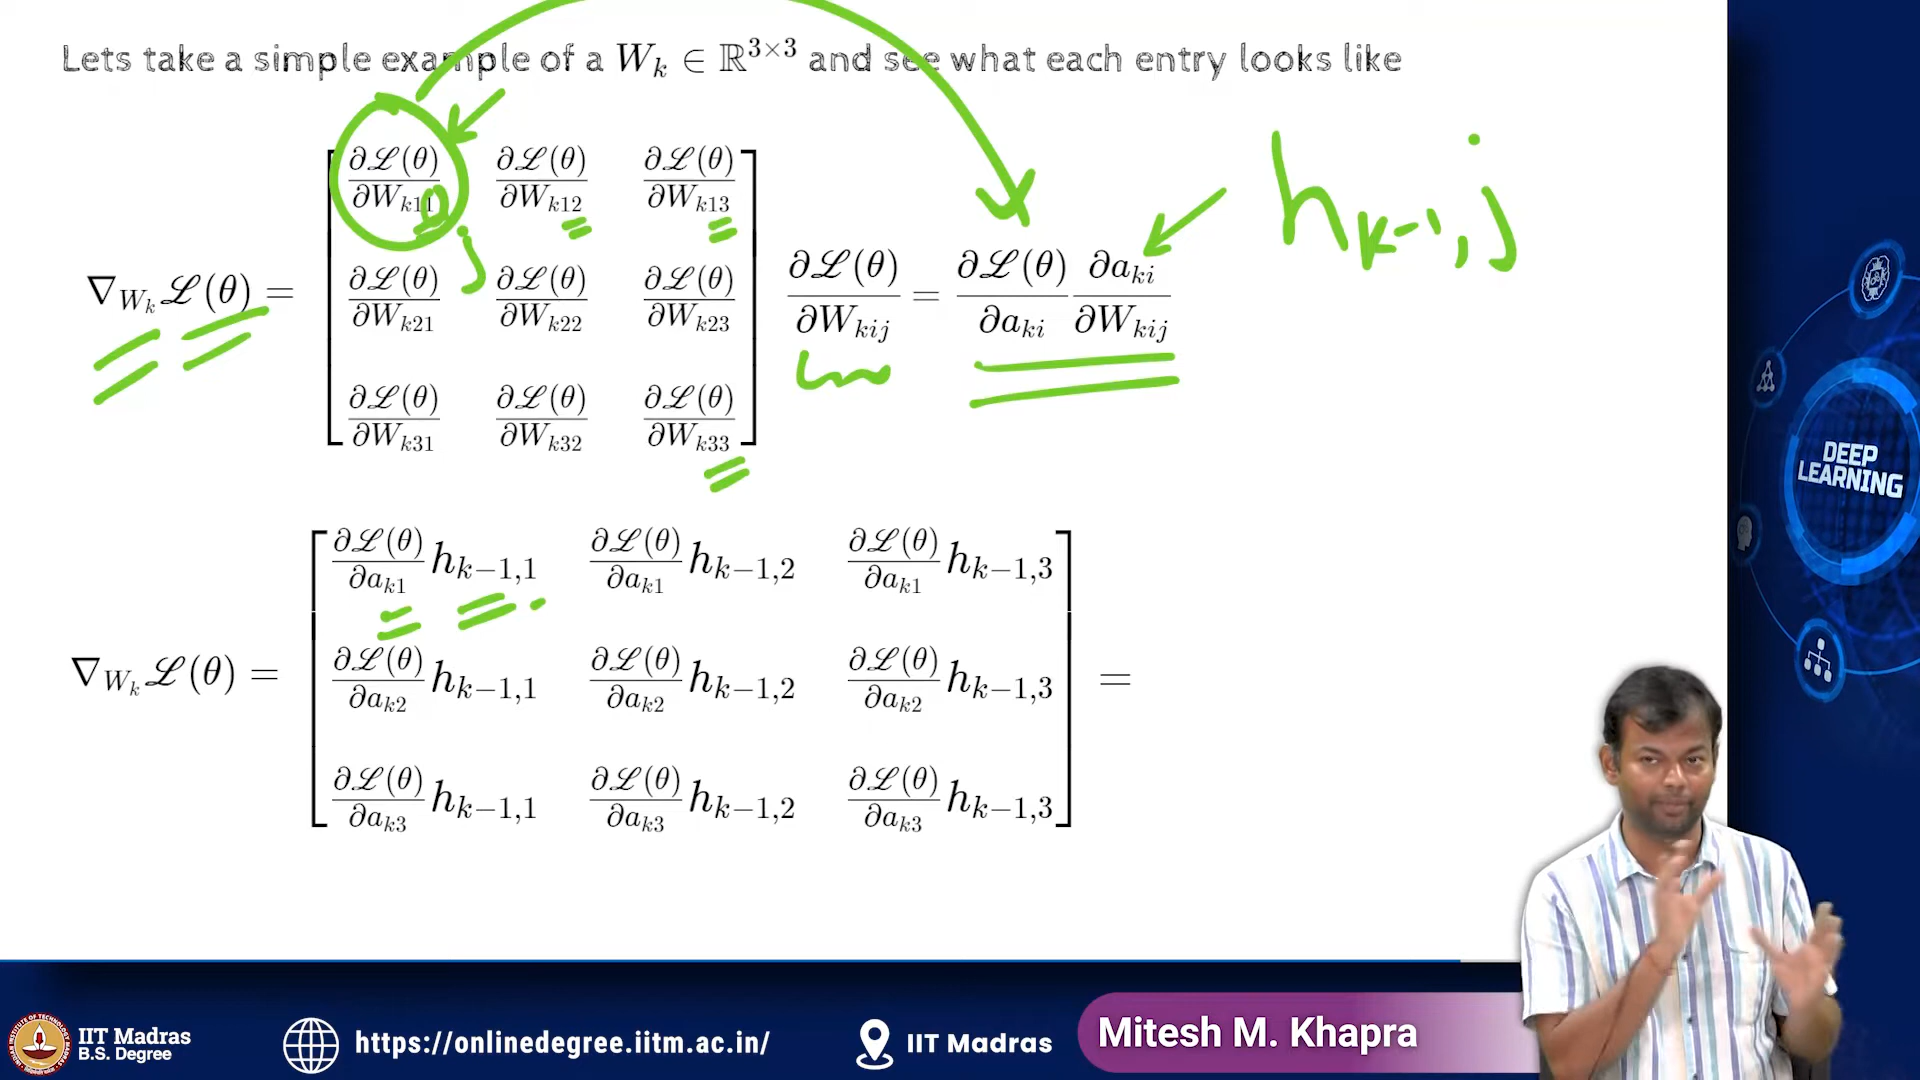 Lets take a simple example of a W_k ∈ ℝ^{3×3} and see what each entry looks like
h_{k-1,j}
∇_{W_k} ℒ(θ) = [ ∂ℒ(θ)/∂W_{k11} ∂ℒ(θ)/∂W_{k12} ∂ℒ(θ)/∂W_{k13}
∂ℒ(θ)/∂W_{k21} ∂ℒ(θ)/∂W_{k22} ∂ℒ(θ)/∂W_{k23}
∂ℒ(θ)/∂W_{k31} ∂ℒ(θ)/∂W_{k32} ∂ℒ(θ)/∂W_{k33} ]
j
∂ℒ(θ)/∂W_{kij} = ∂ℒ(θ)/∂a_{ki} ∂a_{ki}/∂W_{kij}
∇_{W_k} ℒ(θ) = [ ∂ℒ(θ)/∂a_{k1} h_{k-1,1} ∂ℒ(θ)/∂a_{k1} h_{k-1,2} ∂ℒ(θ)/∂a_{k1} h_{k-1,3}
∂ℒ(θ)/∂a_{k2} h_{k-1,1} ∂ℒ(θ)/∂a_{k2} h_{k-1,2} ∂ℒ(θ)/∂a_{k2} h_{k-1,3}
∂ℒ(θ)/∂a_{k3} h_{k-1,1} ∂ℒ(θ)/∂a_{k3} h_{k-1,2} ∂ℒ(θ)/∂a_{k3} h_{k-1,3} ] =
DEEP
LEARNING
IIT Madras
B.S. Degree
https://onlinedegree.iitm.ac.in/
IIT Madras
Mitesh M. Khapra